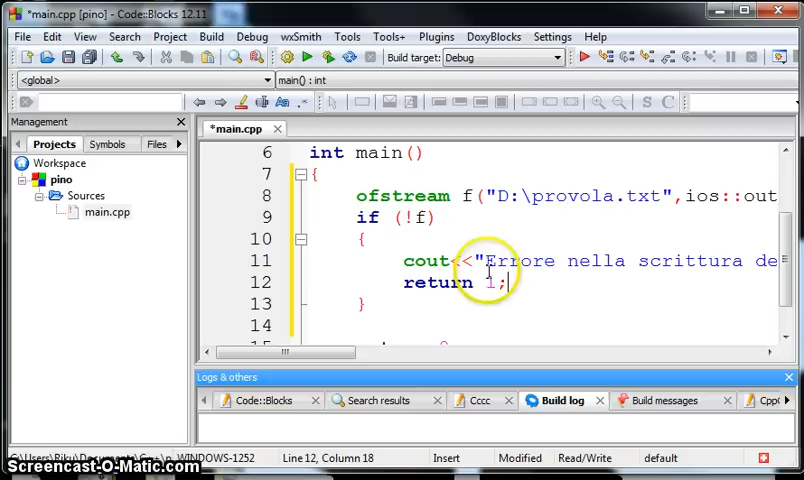 *main.cpp [pino] - Code::Blocks 12.11
File Edit View Search Project Build Debug wxSmith Tools Tools+ Plugins DoxyBlocks Settings Help
Build target: Debug
<global> main() : int
S C
Management
*main.cpp
Projects Symbols Files
Workspace
pino
Sources
main.cpp
6 int main()
7 {
8 ofstream f("D:\provola.txt",ios::out
9 if (!f)
10 {
11 cout<<"Errore nella scrittura de
12 return 1;
13 }
14
15
Logs & others
Code::Blocks Search results Cccc Build log Build messages CppC
WINDOWS-1252 Line 12, Column 18 Insert Modified Read/Write default
Screencast-O-Matic.com